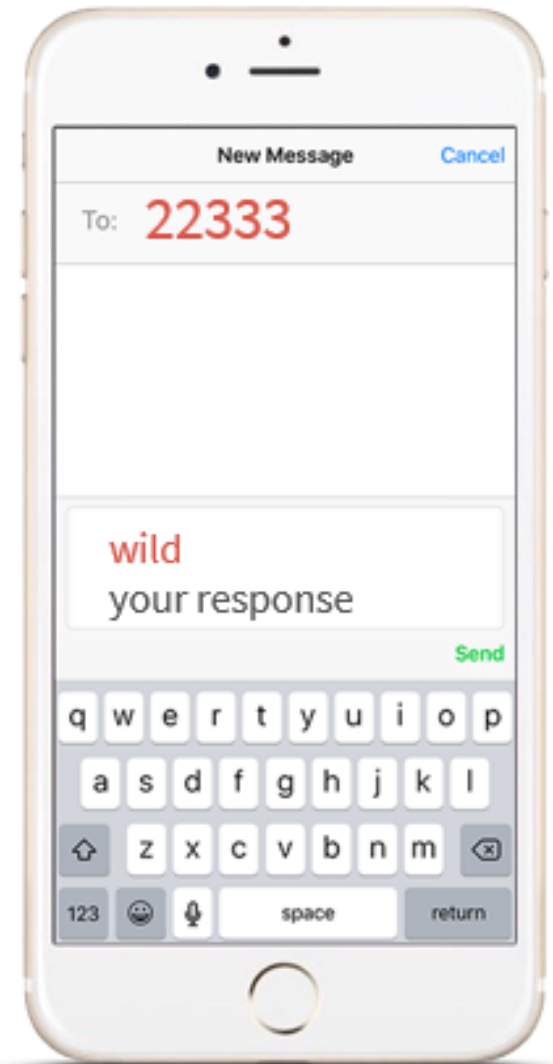 New Message Cancel
To: 22333
wild
your response
Send
q w e r t y u i o p
a s d f g h j k l
z x c v b n m
123 space return